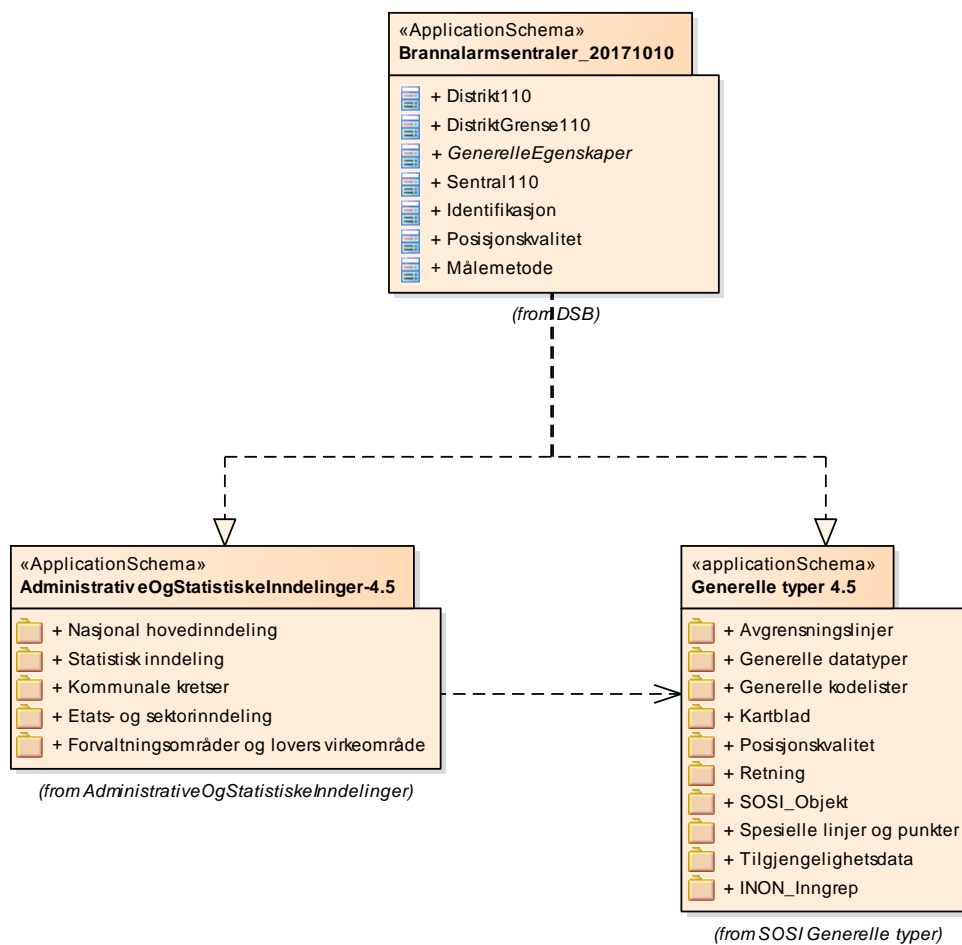 «ApplicationSchema»
Brannalarmsentraler_20171010
+ Distrikt110
+ DistriktGrense110
+ GenerelleEgenskaper
+ Sentral110
+ Identifikasjon
+ Posisjonskvalitet
+ Målemetode
(from DSB)
«ApplicationSchema»
AdministrativeOgStatistiskeInndelinger-4.5
+ Nasjonal hovedinndeling
+ Statistisk inndeling
+ Kommunale kretser
+ Etats- og sektorinndeling
+ Forvaltningsområder og lovers virkeområde
(from AdministrativeOgStatistiskeInndelinger)
«applicationSchema»
Generelle typer 4.5
+ Avgrensningslinjer
+ Generelle datatyper
+ Generelle kodelister
+ Kartblad
+ Posisjonskvalitet
+ Retning
+ SOSI_Objekt
+ Spesielle linjer og punkter
+ Tilgjengelighetsdata
+ INON_Inngrep
(from SOSI Generelle typer)